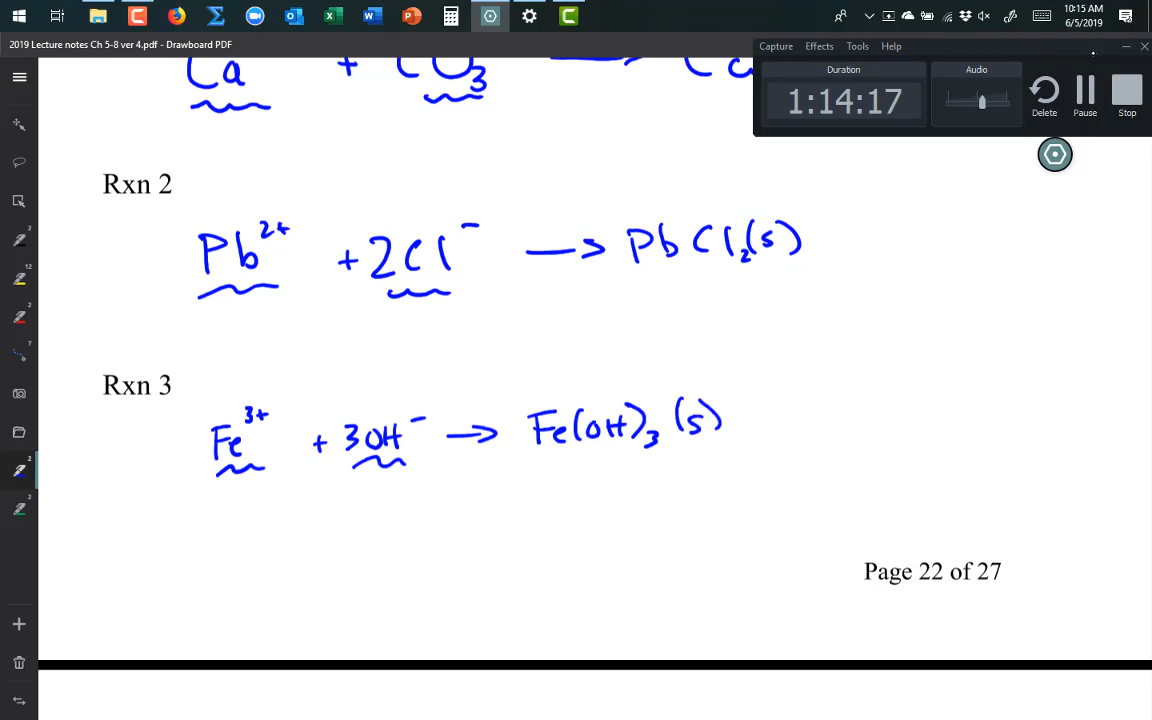 10:15 AM
6/5/2019
2019 Lecture notes Ch 5-8 ver 4.pdf - Drawboard PDF
Capture Effects Tools Help
Duration Audio
1:14:17
Delete Pause Stop
Ca + CO3
Rxn 2
Pb²⁺ + 2Cl⁻ → PbCl₂(s)
Rxn 3
Fe³⁺ + 3OH⁻ → Fe(OH)₃ (s)
Page 22 of 27